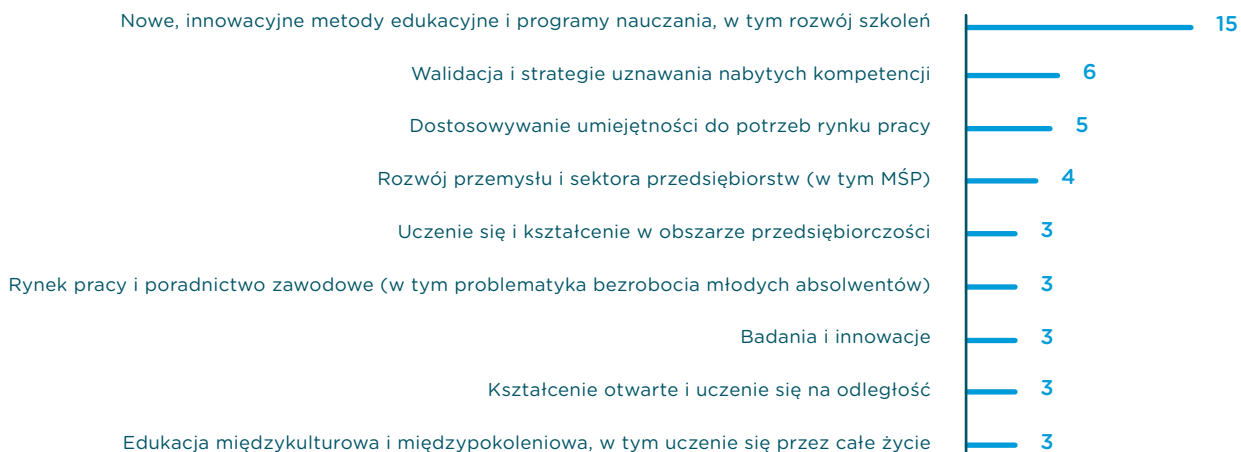 Nowe, innowacyjne metody edukacyjne i programy nauczania, w tym rozwój szkoleń 15
Walidacja i strategie uznawania nabytych kompetencji 6
Dostosowywanie umiejętności do potrzeb rynku pracy 5
Rozwój przemysłu i sektora przedsiębiorstw (w tym MŚP) 4
Uczenie się i kształcenie w obszarze przedsiębiorczości 3
Rynek pracy i poradnictwo zawodowe (w tym problematyka bezrobocia młodych absolwentów) 3
Badania i innowacje 3
Kształcenie otwarte i uczenie się na odległość 3
Edukacja międzykulturowa i międzypokoleniowa, w tym uczenie się przez całe życie 3